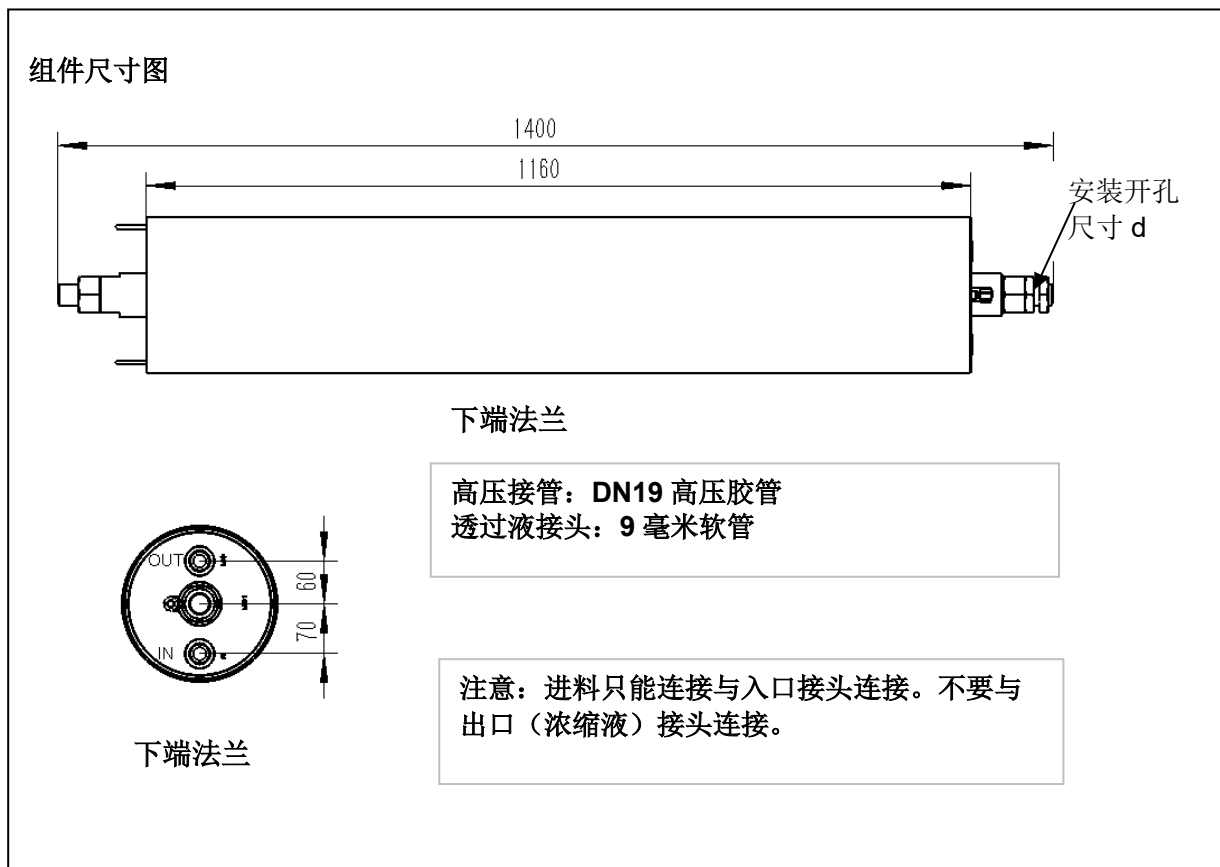 组件尺寸图
1400
1160
安装开孔
尺寸 d
下端法兰
高压接管：DN19 高压胶管
透过液接头：9 毫米软管
OUT
60
70
IN
注意：进料只能连接与入口接头连接。不要与
出口（浓缩液）接头连接。
下端法兰